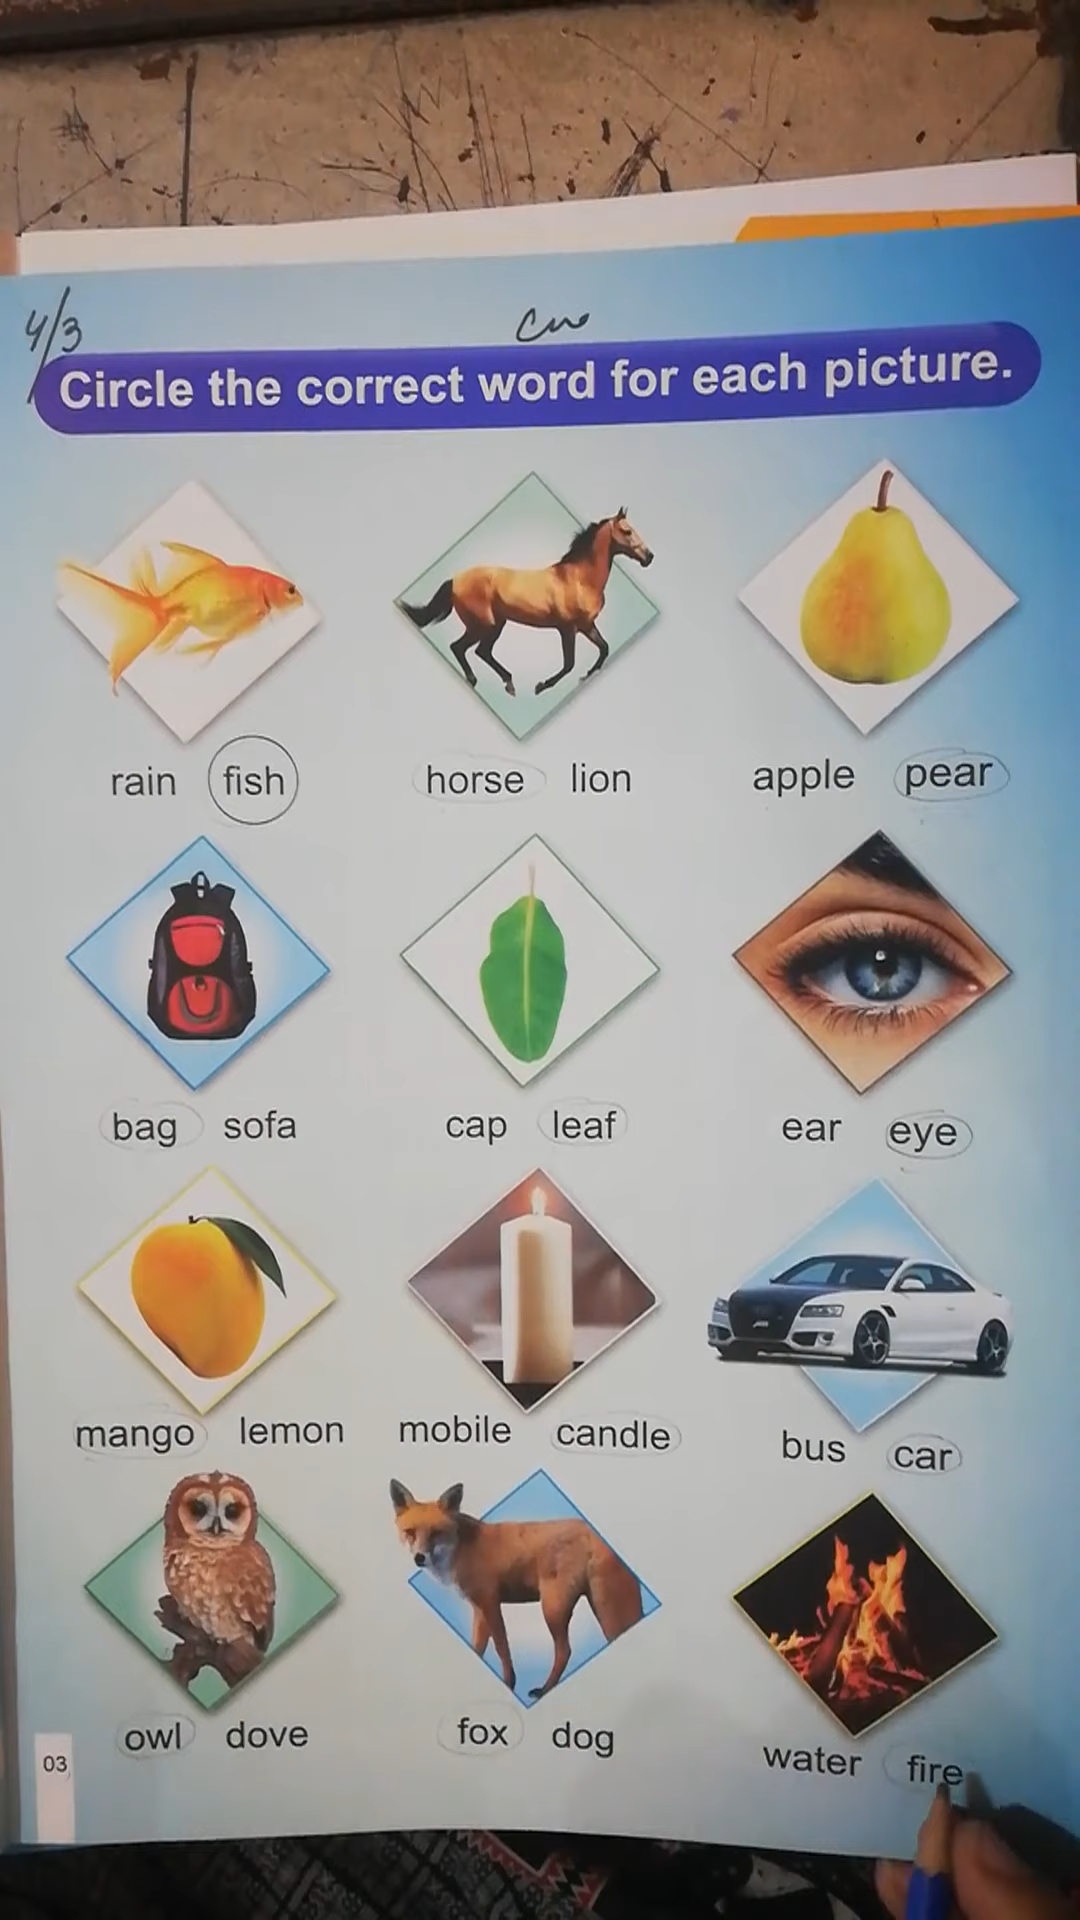 4/3
Circle the correct word for each picture.
rain fish horse lion apple pear
bag sofa cap leaf ear eye
mango lemon mobile candle bus car
owl dove fox dog water fire
03